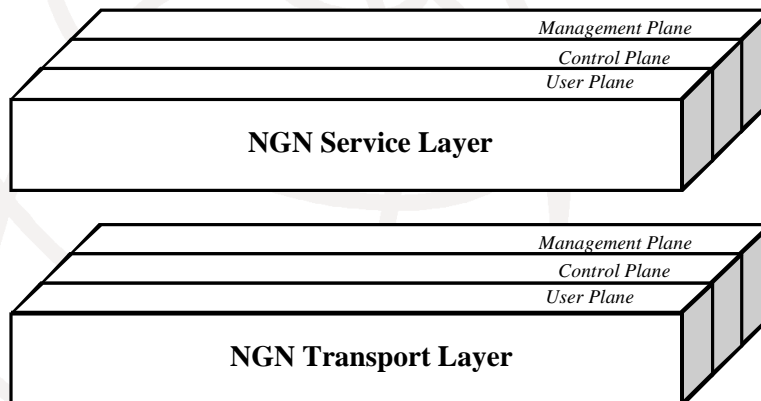 Management Plane
Control Plane
User Plane
NGN Service Layer
Management Plane
Control Plane
User Plane
NGN Transport Layer